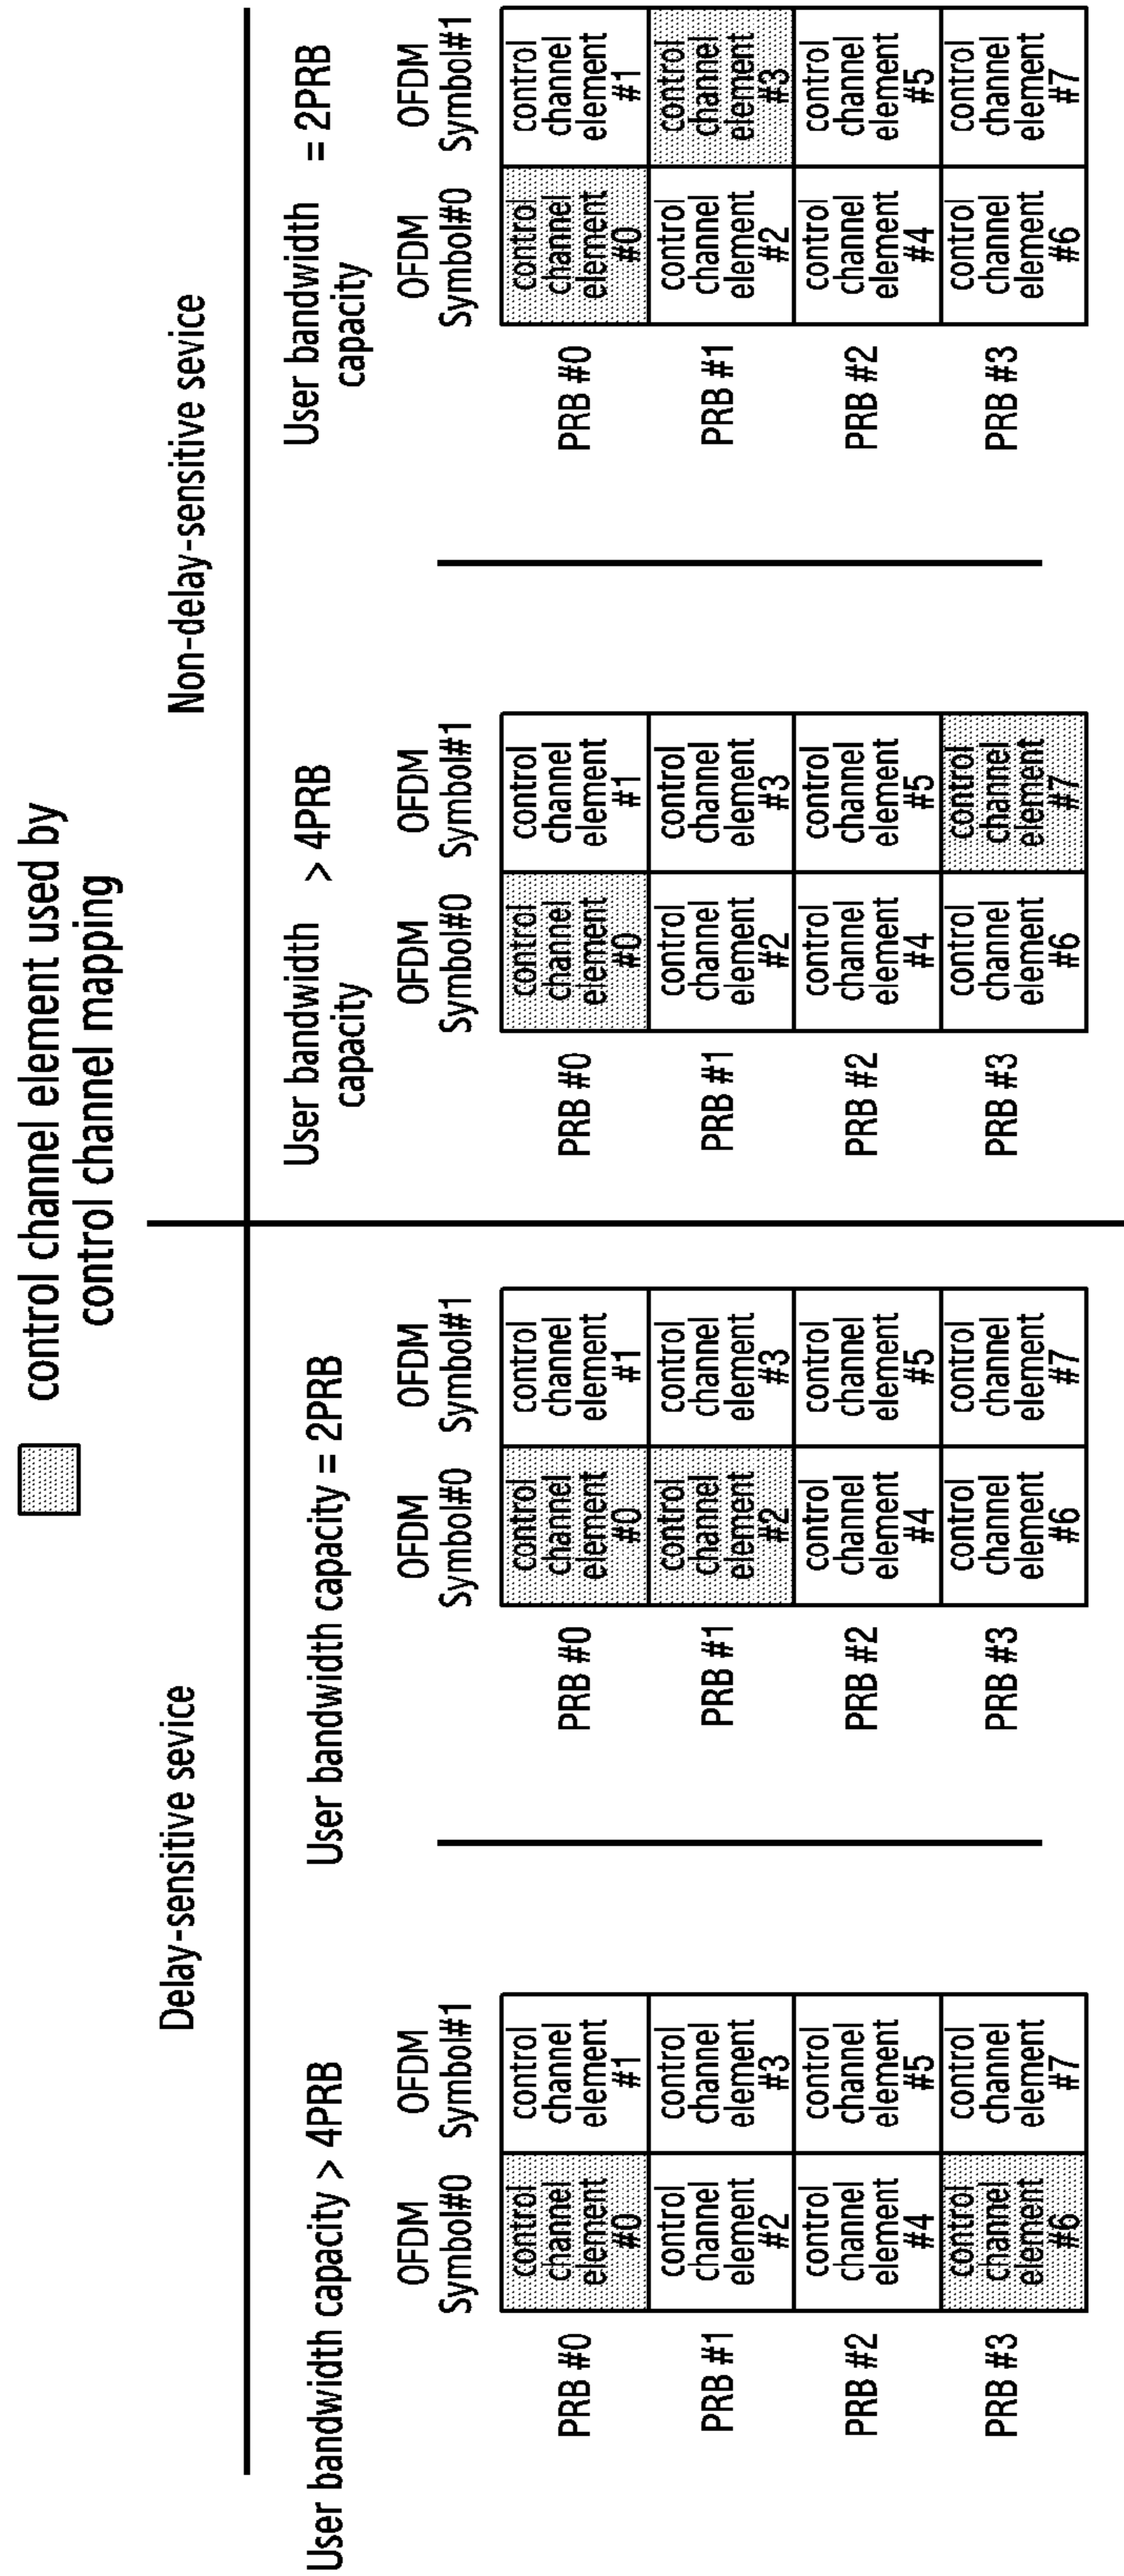 control channel element used by
control channel mapping
Delay-sensitive sevice
User bandwidth capacity > 4PRB
OFDM
Symbol#0
OFDM
Symbol#1
PRB #0
control
channel
element
#0
control
channel
element
#1
PRB #1
control
channel
element
#2
control
channel
element
#3
PRB #2
control
channel
element
#4
control
channel
element
#5
PRB #3
control
channel
element
#6
control
channel
element
#7
User bandwidth capacity = 2PRB
OFDM
Symbol#0
OFDM
Symbol#1
PRB #0
control
channel
element
#0
control
channel
element
#1
PRB #1
control
channel
element
#2
control
channel
element
#3
PRB #2
control
channel
element
#4
control
channel
element
#5
PRB #3
control
channel
element
#6
control
channel
element
#7
Non-delay-sensitive sevice
User bandwidth > 4PRB
capacity
OFDM
Symbol#0
OFDM
Symbol#1
PRB #0
control
channel
element
#0
control
channel
element
#1
PRB #1
control
channel
element
#2
control
channel
element
#3
PRB #2
control
channel
element
#4
control
channel
element
#5
PRB #3
control
channel
element
#6
control
channel
element
#7
User bandwidth = 2PRB
capacity
OFDM
Symbol#0
OFDM
Symbol#1
PRB #0
control
channel
element
#0
control
channel
element
#1
PRB #1
control
channel
element
#2
control
channel
element
#3
PRB #2
control
channel
element
#4
control
channel
element
#5
PRB #3
control
channel
element
#6
control
channel
element
#7